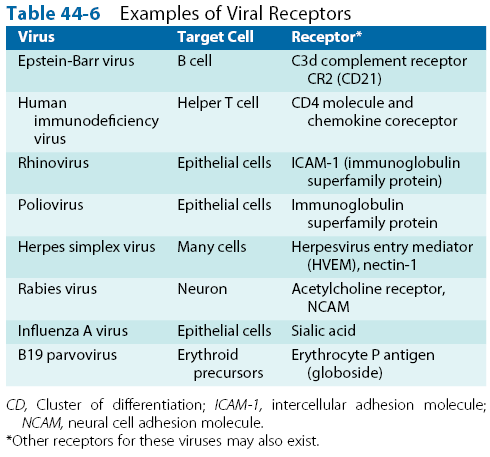 Table 44-6 Examples of Viral Receptors
Virus Target Cell Receptor*
Epstein-Barr virus B cell C3d complement receptor
CR2 (CD21)
Human Helper T cell CD4 molecule and
immunodeficiency chemokine coreceptor
virus
Rhinovirus Epithelial cells ICAM-1 (immunoglobulin
superfamily protein)
Poliovirus Epithelial cells Immunoglobulin
superfamily protein
Herpes simplex virus Many cells Herpesvirus entry mediator
(HVEM), nectin-1
Rabies virus Neuron Acetylcholine receptor,
NCAM
Influenza A virus Epithelial cells Sialic acid
B19 parvovirus Erythroid Erythrocyte P antigen
precursors (globoside)
CD, Cluster of differentiation; ICAM-1, intercellular adhesion molecule;
NCAM, neural cell adhesion molecule.
*Other receptors for these viruses may also exist.